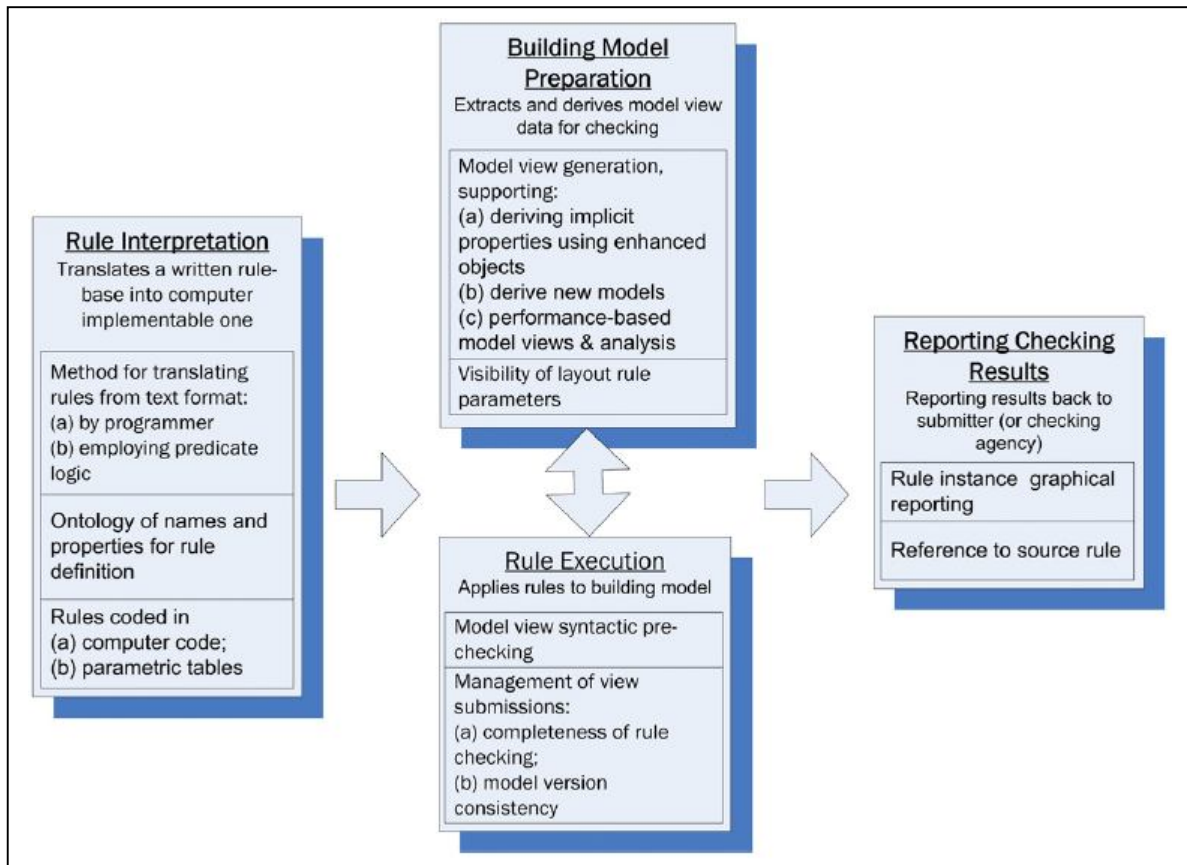 Building Model
Preparation
Extracts and derives model view
data for checking
Model view generation,
supporting:
(a) deriving implicit
properties using enhanced
objects
(b) derive new models
(c) performance-based
model views & analysis
Visibility of layout rule
parameters
Rule Interpretation
Translates a written rule-
base into computer
implementable one
Method for translating
rules from text format:
(a) by programmer
(b) employing predicate
logic
Ontology of names and
properties for rule
definition
Rules coded in
(a) computer code;
(b) parametric tables
Rule Execution
Applies rules to building model
Model view syntactic pre-
checking
Management of view
submissions:
(a) completeness of rule
checking;
(b) model version
consistency
Reporting Checking
Results
Reporting results back to
submitter (or checking
agency)
Rule instance graphical
reporting
Reference to source rule